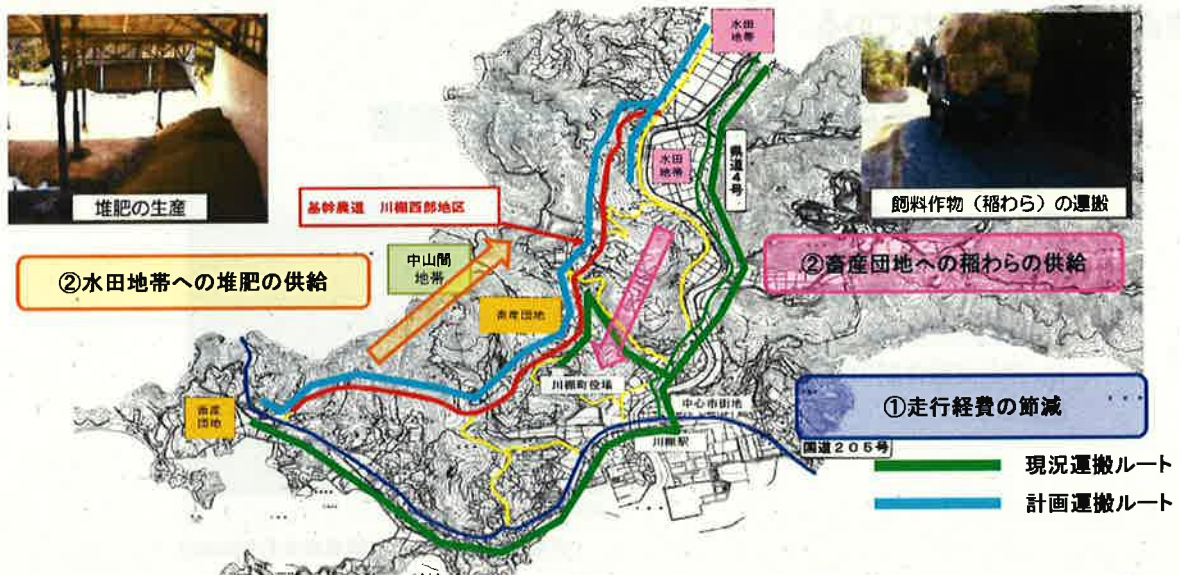 水田
地帯
水田
地帯
県道4号
堆肥の生産
飼料作物(稲わら)の運搬
基幹農道 川棚西部地区
中山間
地帯
②水田地帯への堆肥の供給
②畜産団地への稲わらの供給
畜産団地
川棚町役場
中心市街地
①走行経費の節減
畜産
団地
川棚駅
国道205号
現況運搬ルート
計画運搬ルート